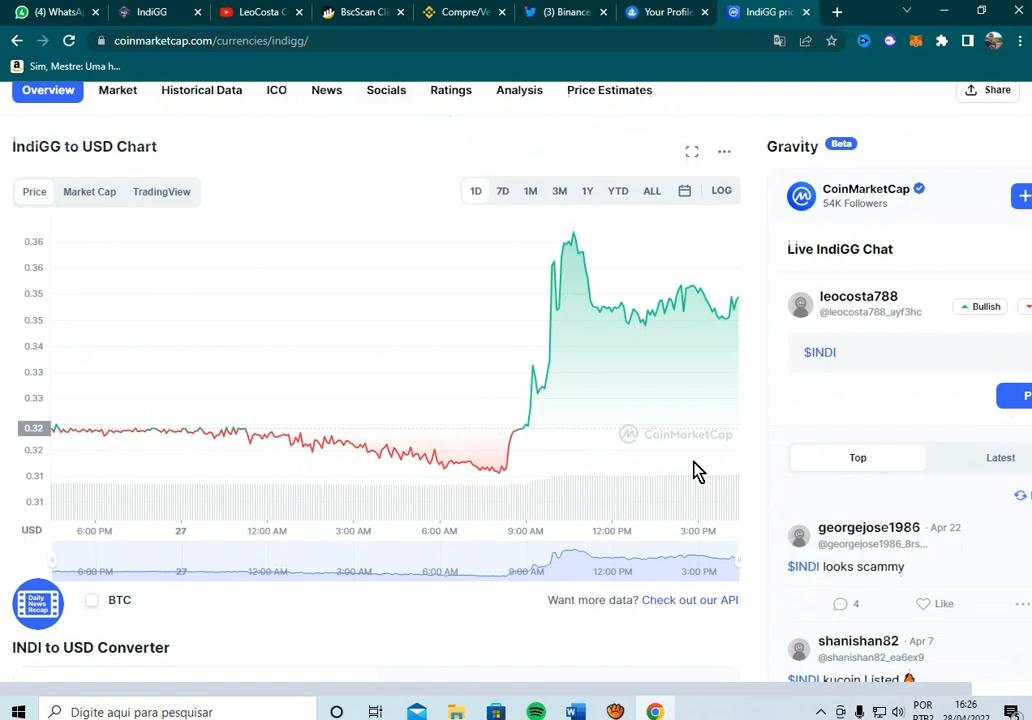 (4) WhatsA
IndiGG
LeoCosta C
BscScan Cli
Compre/Ve
(3) Binance
Your Profile
IndiGG pric
coinmarketcap.com/currencies/indigg/
Sim, Mestre: Uma h...
Overview
Market
Historical Data
ICO
News
Socials
Ratings
Analysis
Price Estimates
Share
IndiGG to USD Chart
Price
Market Cap
TradingView
1D
7D
1M
3M
1Y
YTD
ALL
LOG
0.36
0.36
0.35
0.35
0.34
0.33
0.33
0.32
0.32
0.31
0.31
CoinMarketCap
USD
6:00 PM
27
12:00 AM
3:00 AM
6:00 AM
9:00 AM
12:00 PM
3:00 PM
6:00 PM
27
12:00 AM
3:00 AM
6:00 AM
9:00 AM
12:00 PM
3:00 PM
Daily
News
Recap
BTC
Want more data? Check out our API
INDI to USD Converter
Gravity
Beta
CoinMarketCap
54K Followers
Live IndiGG Chat
leocosta788
@leocosta788_ayf3hc
Bullish
$INDI
P
Top
Latest
georgejose1986 · Apr 22
@georgejose1986_8rs...
$INDI looks scammy
4
Like
shanishan82 · Apr 7
@shanishan82_ea6ex9
$INDI kucoin Listed
Digite aqui para pesquisar
POR
PTB2
16:26
28/04/2022